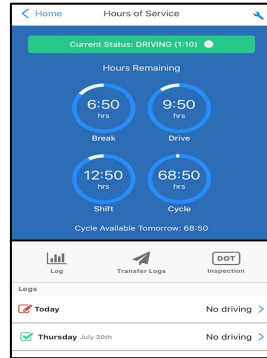 Home Hours of Service
Current Status: DRIVING (1:10)
Hours Remaining
6:50 9:50
hrs hrs
Break Drive
12:50 68:50
hrs hrs
Shift Cycle
Cycle Available Tomorrow: 68:50
DOT
Log Transfer Logs Inspection
Logs
Today No driving
Thursday July 20th No driving